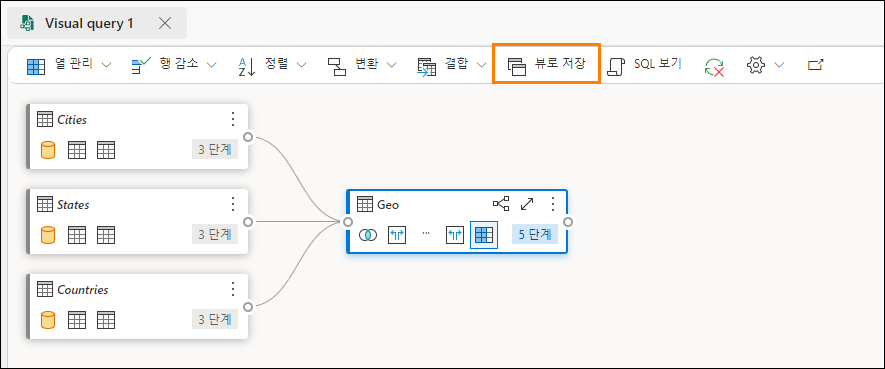 Visual query 1
열 관리 행 감소 정렬 변환 결합 뷰로 저장 SQL 보기
Cities
3 단계
States
3 단계
Geo
5 단계
Countries
3 단계